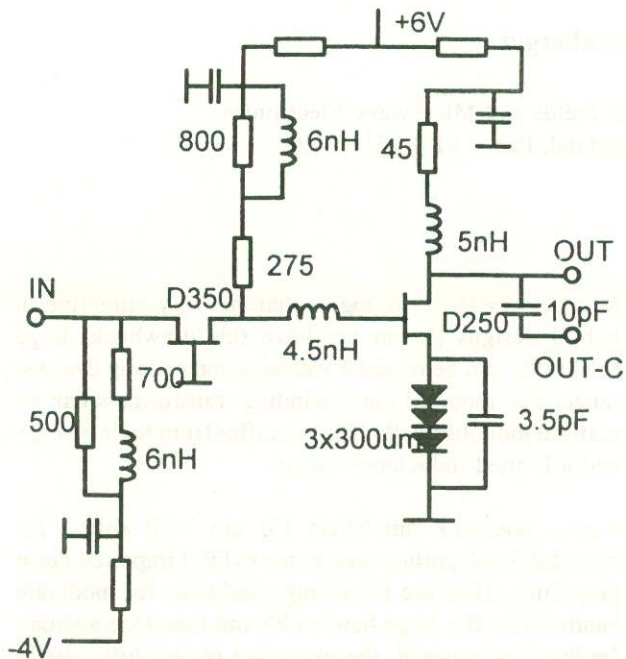 +6V
800
6nH
45
5nH
275
OUT
IN
D350
10pF
D250
4.5nH
OUT-C
700
500
3.5pF
3x300um
6nH
-4V